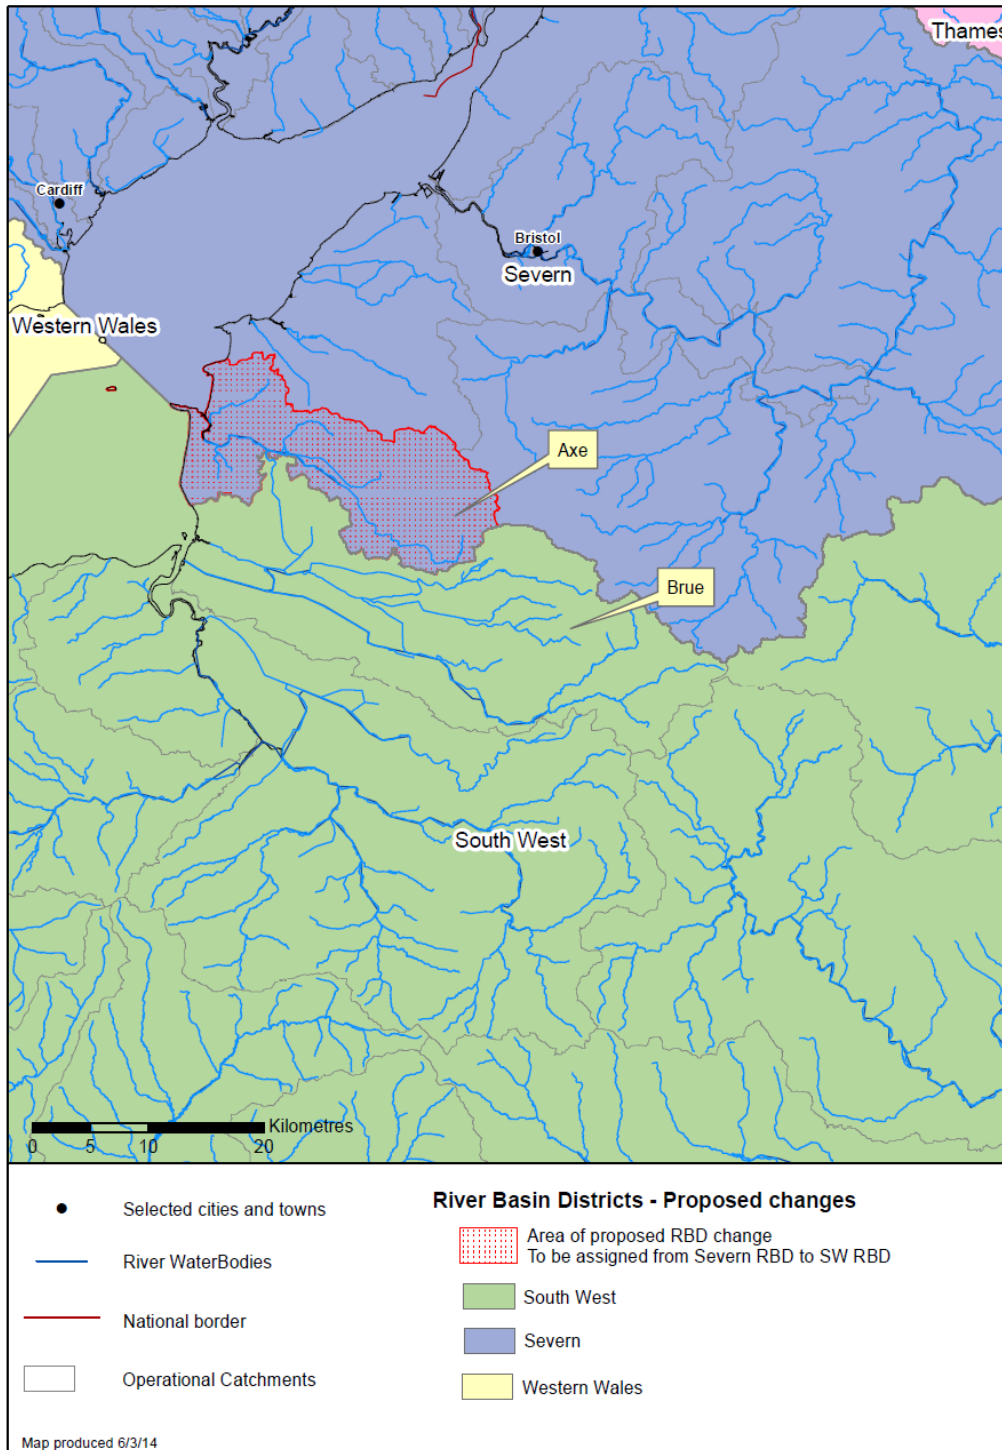 Thames
Cardiff
Bristol
Severn
Western Wales
Axe
Brue
South West
Kilometres
0 5 10 20
River Basin Districts - Proposed changes
Selected cities and towns
River WaterBodies
National border
Operational Catchments
Area of proposed RBD change
To be assigned from Severn RBD to SW RBD
South West
Severn
Western Wales
Map produced 6/3/14